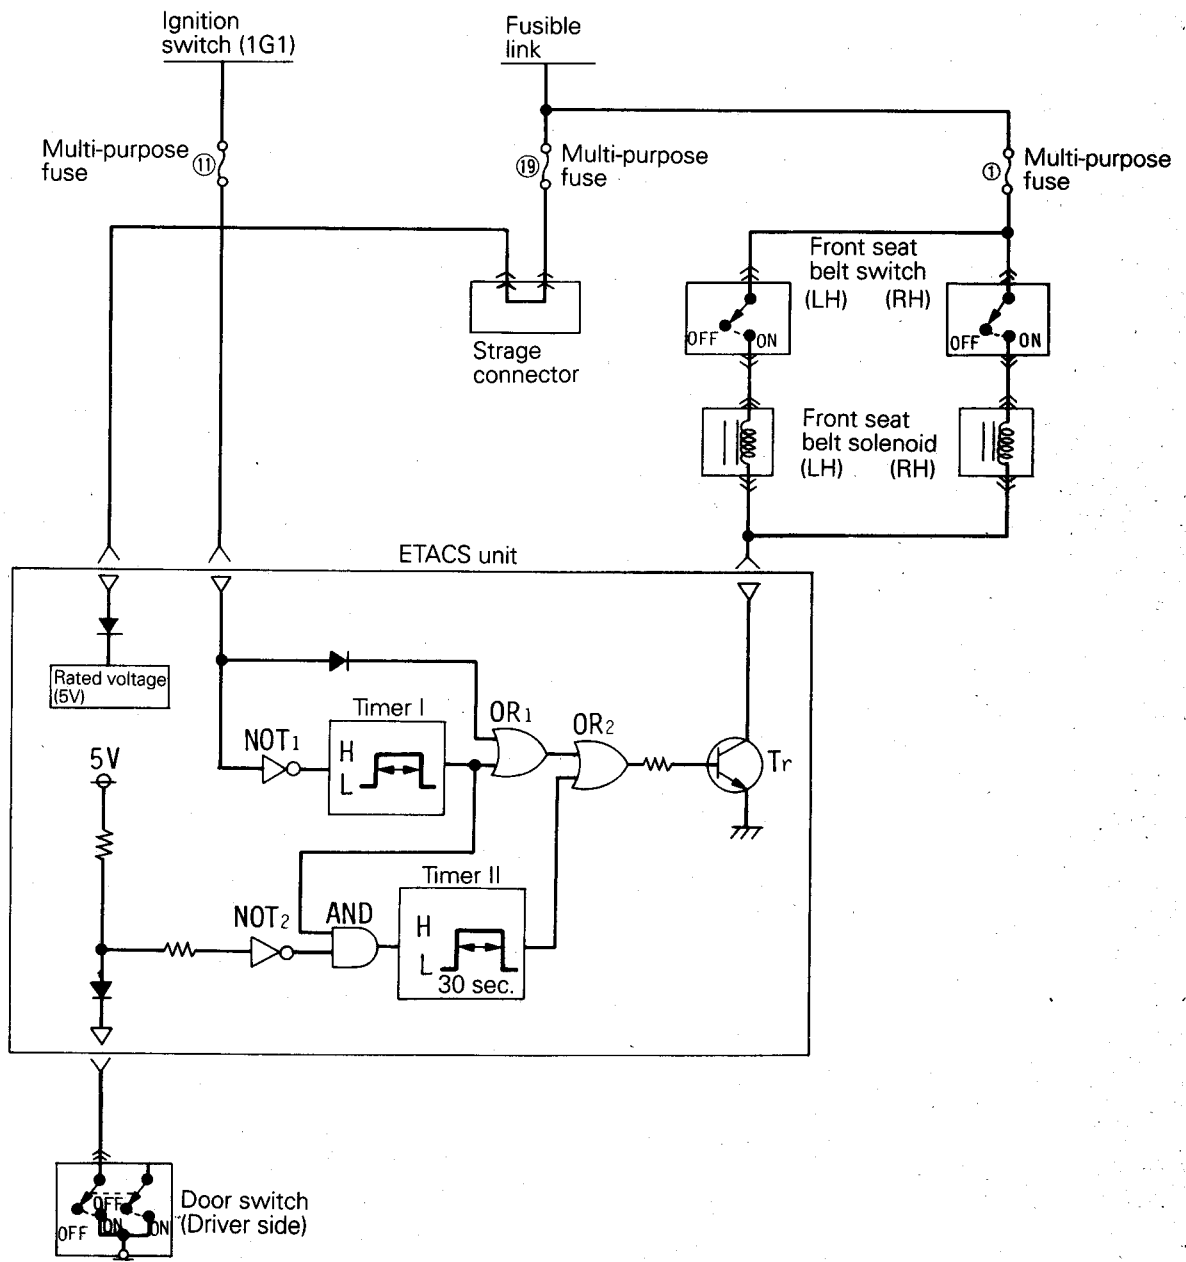 Ignition
switch (1G1)
Fusible
link
Multi-purpose
fuse
11
19
Multi-purpose
fuse
1
Multi-purpose
fuse
Front seat
belt switch
(LH) (RH)
OFF ON
OFF ON
Strage
connector
Front seat
belt solenoid
(LH) (RH)
ETACS unit
Rated voltage
(5V)
Timer I
OR1
OR2
NOT1
H
L
Tr
5V
Timer II
NOT2
AND
H
L
30 sec.
OFF
OFF ON ON
Door switch
(Driver side)